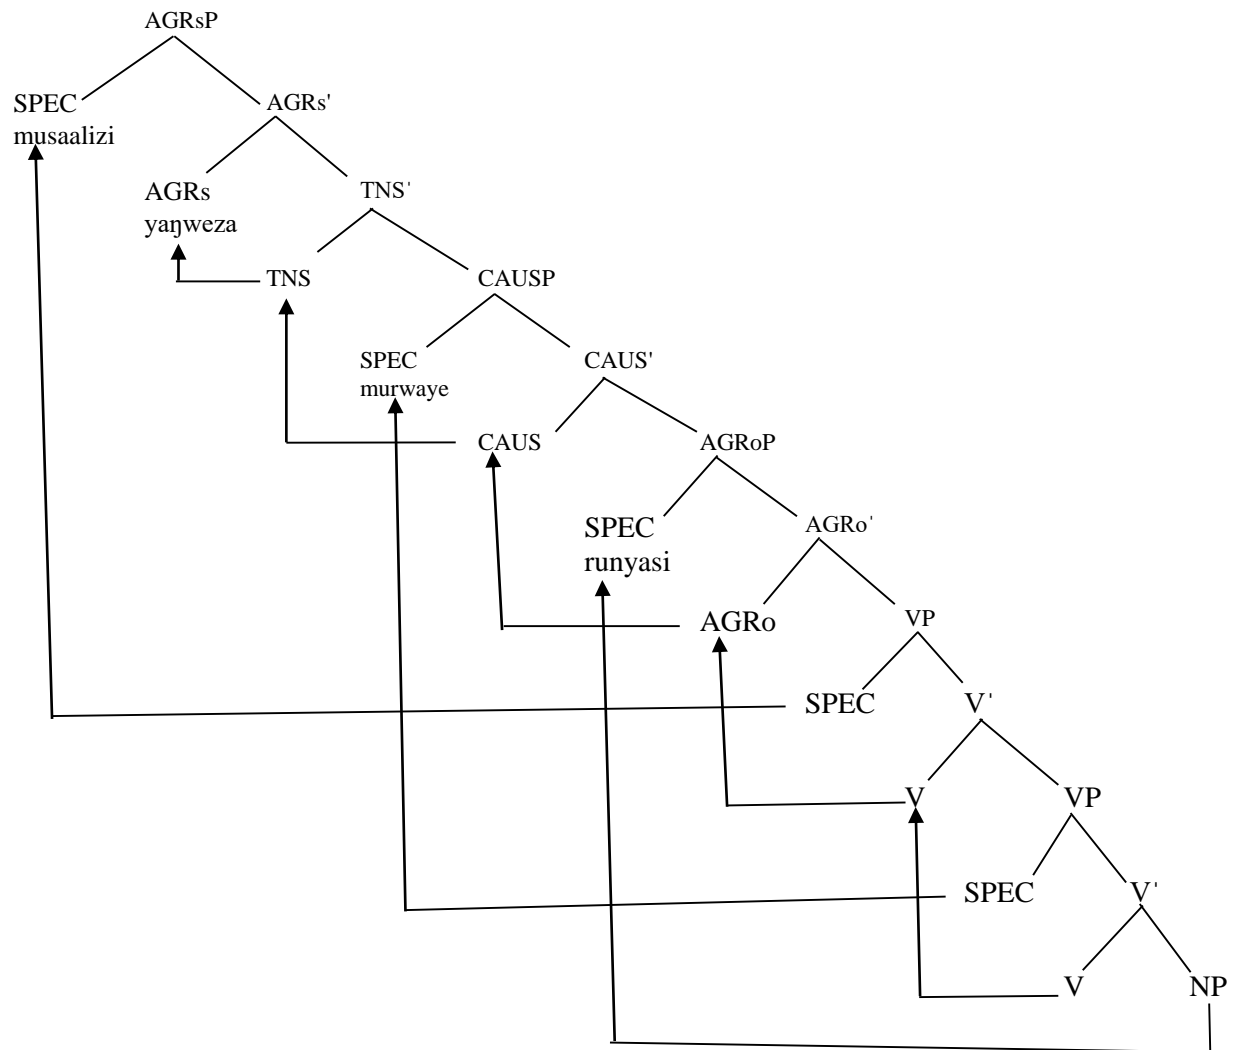 AGRsP
SPEC AGRs'
musaalizi
AGRs TNS'
yaŋweza
TNS CAUSP
SPEC CAUS'
murwaye
CAUS AGRoP
SPEC AGRo'
runyasi
AGRo VP
SPEC V'
V VP
SPEC V'
V NP